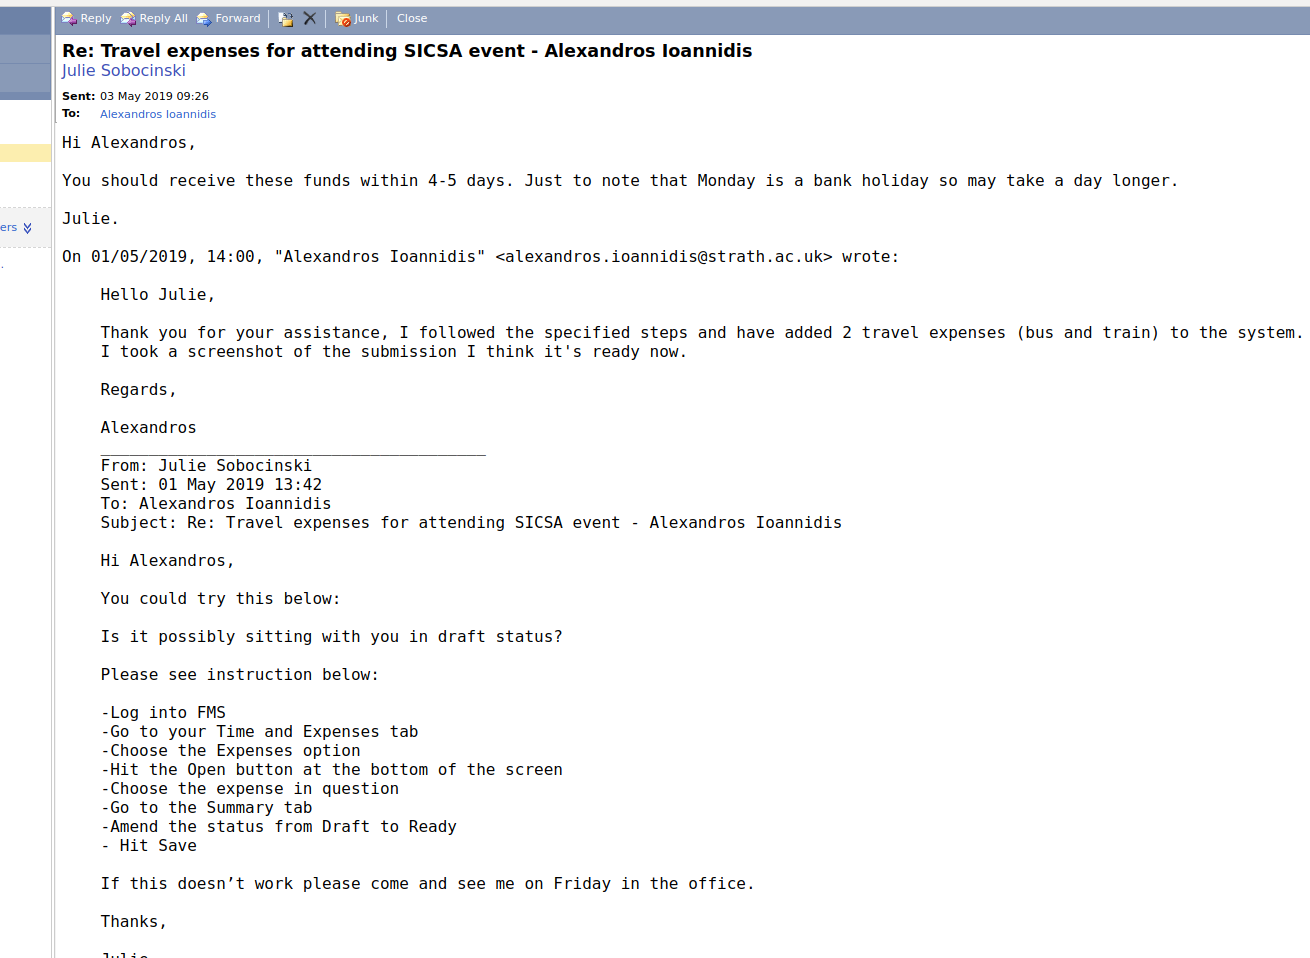 Reply Reply All Forward Junk Close
Re: Travel expenses for attending SICSA event - Alexandros Ioannidis
Julie Sobocinski
Sent: 03 May 2019 09:26
To: Alexandros Ioannidis
Hi Alexandros,
You should receive these funds within 4-5 days. Just to note that Monday is a bank holiday so may take a day longer.
Julie.
ers
On 01/05/2019, 14:00, "Alexandros Ioannidis" <alexandros.ioannidis@strath.ac.uk> wrote:
Hello Julie,
Thank you for your assistance, I followed the specified steps and have added 2 travel expenses (bus and train) to the system.
I took a screenshot of the submission I think it's ready now.
Regards,
Alexandros
________________________________________
From: Julie Sobocinski
Sent: 01 May 2019 13:42
To: Alexandros Ioannidis
Subject: Re: Travel expenses for attending SICSA event - Alexandros Ioannidis
Hi Alexandros,
You could try this below:
Is it possibly sitting with you in draft status?
Please see instruction below:
-Log into FMS
-Go to your Time and Expenses tab
-Choose the Expenses option
-Hit the Open button at the bottom of the screen
-Choose the expense in question
-Go to the Summary tab
-Amend the status from Draft to Ready
- Hit Save
If this doesn’t work please come and see me on Friday in the office.
Thanks,